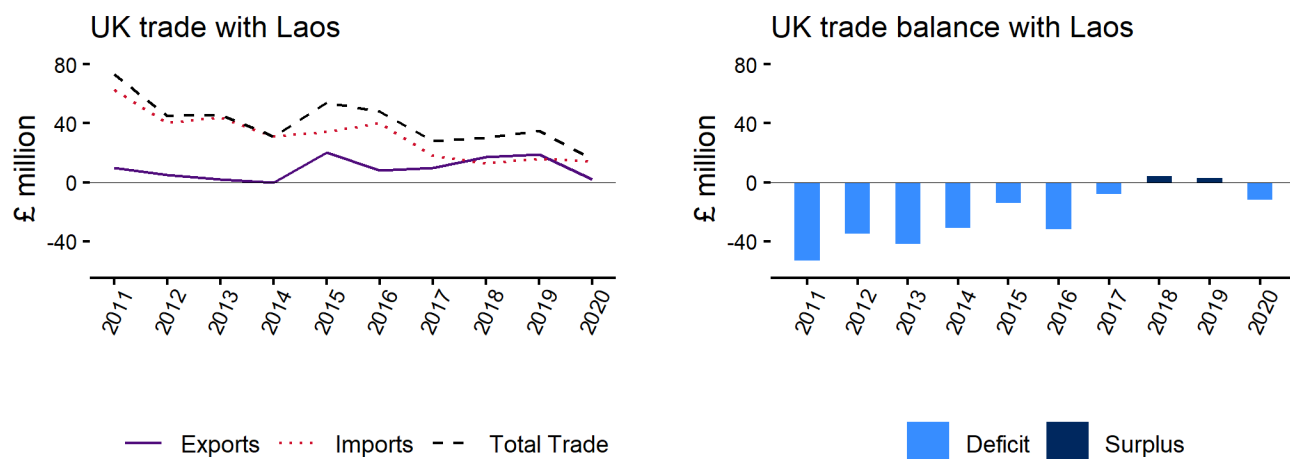 UK trade with Laos
£ million
80
40
0
-40
2011 2012 2013 2014 2015 2016 2017 2018 2019 2020
Exports Imports Total Trade
UK trade balance with Laos
£ million
80
40
0
-40
2011 2012 2013 2014 2015 2016 2017 2018 2019 2020
Deficit Surplus